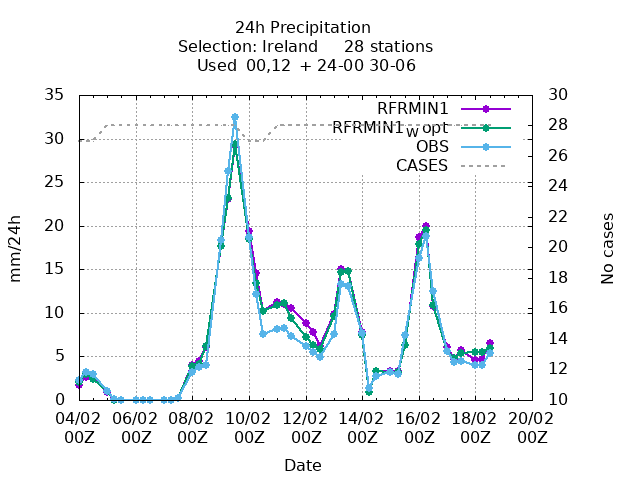 24h Precipitation
Selection: Ireland 28 stations
Used 00,12 + 24-00 30-06
35 30
30 28
25 26
20 24
15 22
10 20
5 18
0 16
14
12
10
RFRMIN1
RFRMIN1wopt
OBS
CASES
mm/24h
No cases
04/02 06/02 08/02 10/02 12/02 14/02 16/02 18/02 20/02
00Z 00Z 00Z 00Z 00Z 00Z 00Z 00Z 00Z
Date